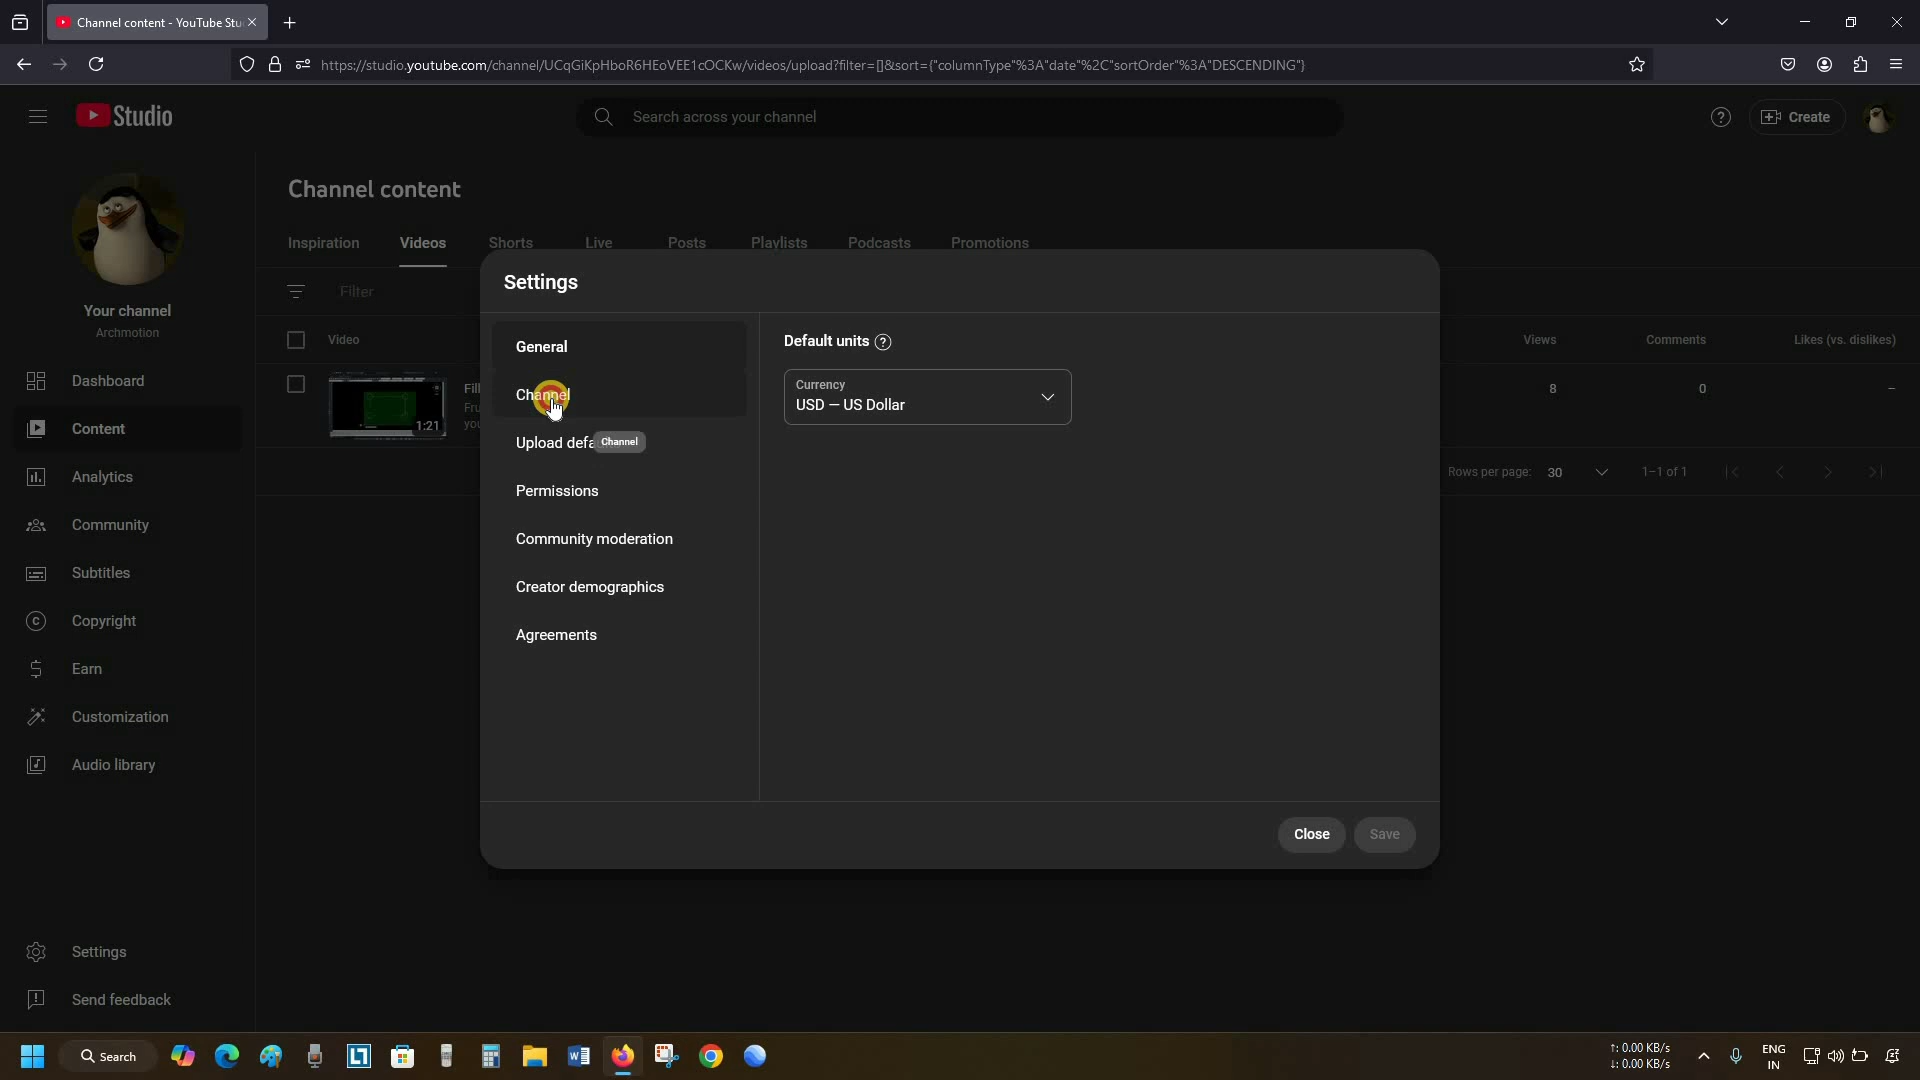 Channel content - YouTube Stu
https://studio.youtube.com/channel/UCqGiKpHboR6HEoVEE1cOCKw/videos/upload?filter=[]&sort={"columnType"%3A"date"%2C"sortOrder"%3A"DESCENDING"}
Studio
Search across your channel
Create
Channel content
Inspiration Videos Shorts Live Posts Playlists Podcasts Promotions
Your channel
Archmotion
Filter
Video
Views Comments Likes (vs. dislikes)
1:21
8 0 –
Rows per page: 30 1–1 of 1
Dashboard
Content
Analytics
Community
Subtitles
Copyright
Earn
Customization
Audio library
Settings
Send feedback
Settings
General
Channel
Upload defa
Channel
Permissions
Community moderation
Creator demographics
Agreements
Default units
Currency
USD — US Dollar
Close Save
Search
↑: 0.00 KB/s
↓: 0.00 KB/s
ENG
IN